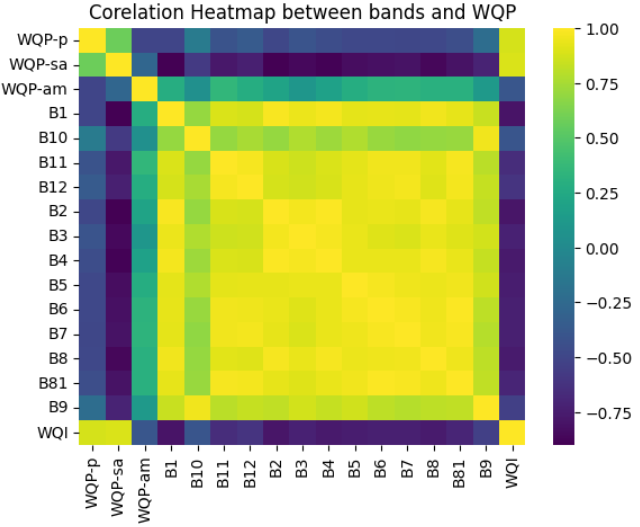 Corelation Heatmap between bands and WQP
WQP-p
WQP-sa
WQP-am
B1
B10
B11
B12
B2
B3
B4
B5
B6
B7
B8
B81
B9
WQI
WQP-p
WQP-sa
WQP-am
B1
B10
B11
B12
B2
B3
B4
B5
B6
B7
B8
B81
B9
WQI
1.00
0.75
0.50
0.25
0.00
−0.25
−0.50
−0.75